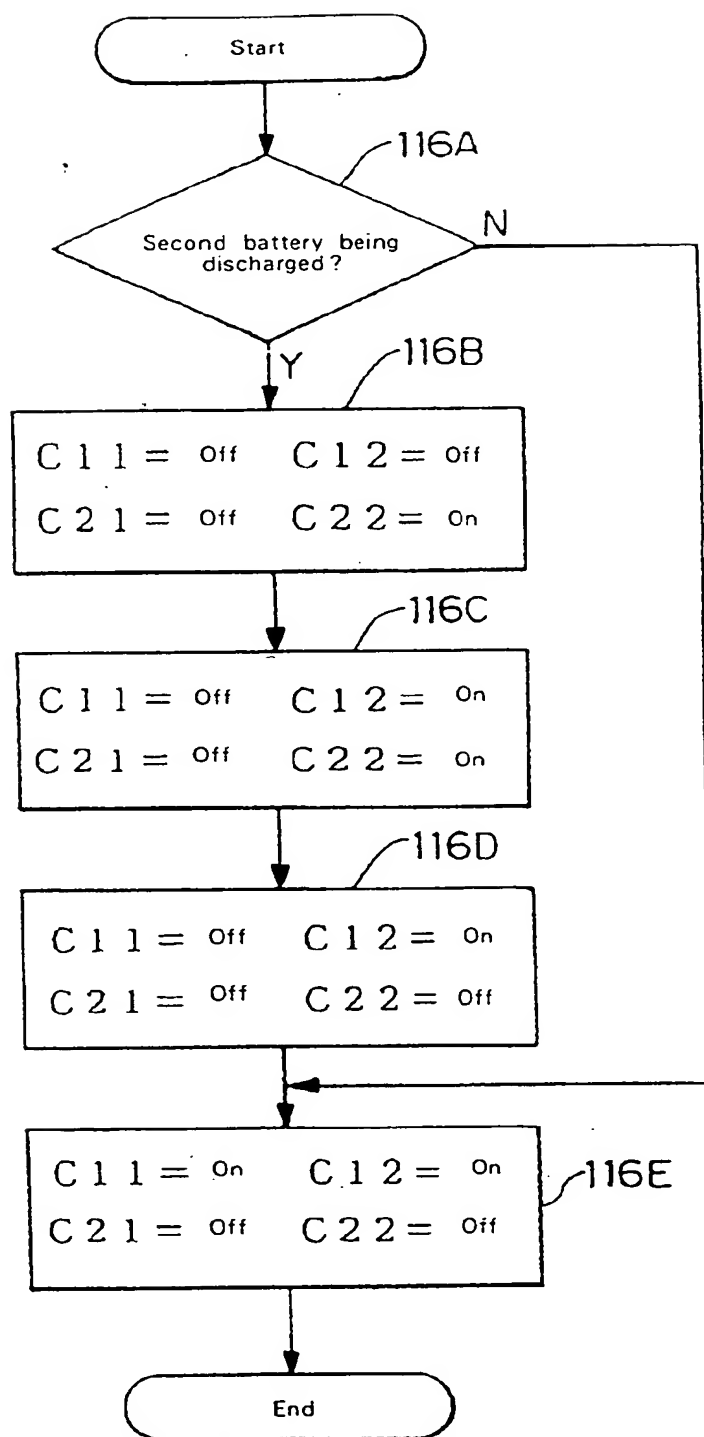 Start
116A
Second battery being
discharged?
N
Y
116B
C11= Off C12= Off
C21= Off C22= On
116C
C11= Off C12= On
C21= Off C22= On
116D
C11= Off C12= On
C21= Off C22= Off
C11= On C12= On
116E
C21= Off C22= Off
End